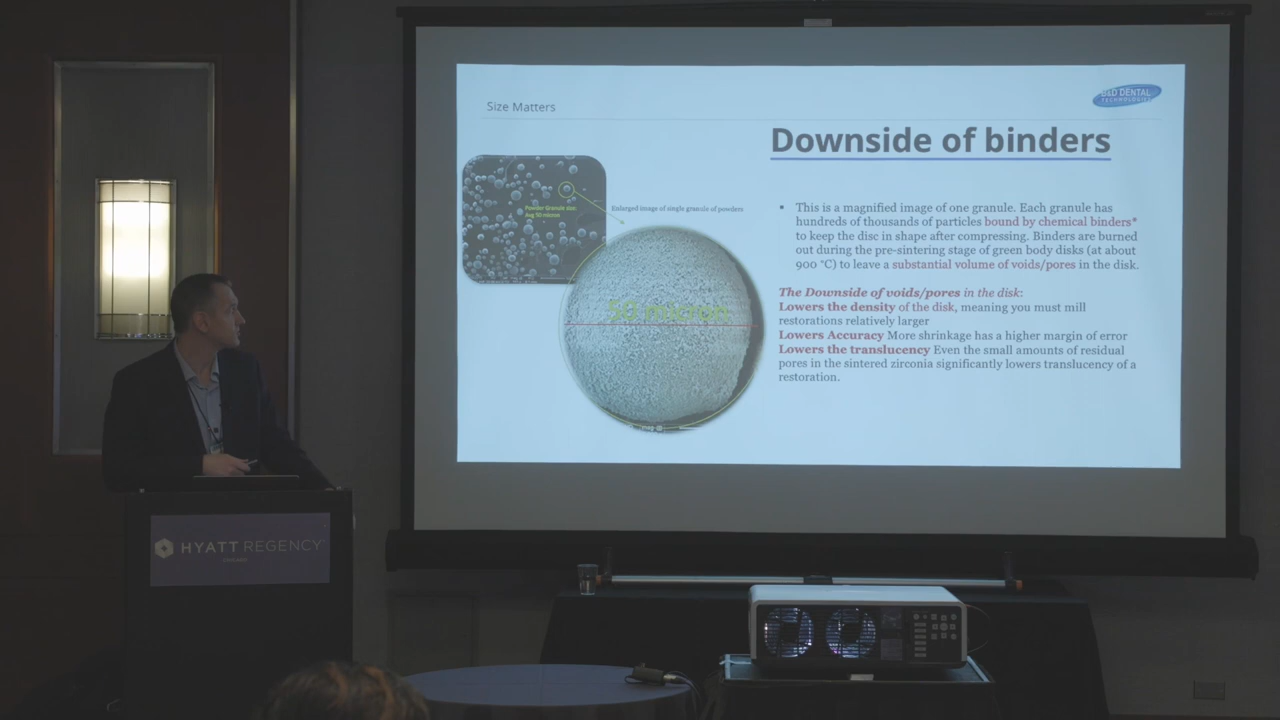 Size Matters
B&D DENTAL
TECHNOLOGIES
Downside of binders
Powder Granule size:
Avg 50 micron
Enlarged image of single granule of powders
50 micron
• This is a magnified image of one granule. Each granule has
hundreds of thousands of particles bound by chemical binders*
to keep the disc in shape after compressing. Binders are burned
out during the pre-sintering stage of green body disks (at about
900 °C) to leave a substantial volume of voids/pores in the disk.
The Downside of voids/pores in the disk:
Lowers the density of the disk, meaning you must mill
restorations relatively larger
Lowers Accuracy More shrinkage has a higher margin of error
Lowers the translucency Even the small amounts of residual
pores in the sintered zirconia significantly lowers translucency of a
restoration.
HYATT REGENCY